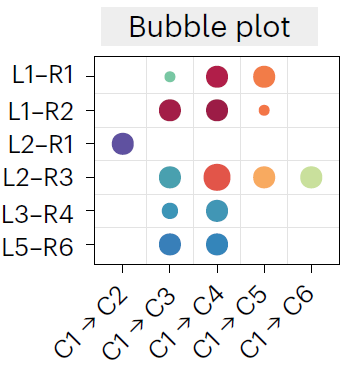 Bubble plot
L1–R1
L1–R2
L2–R1
L2–R3
L3–R4
L5–R6
C1 → C2
C1 → C3
C1 → C4
C1 → C5
C1 → C6